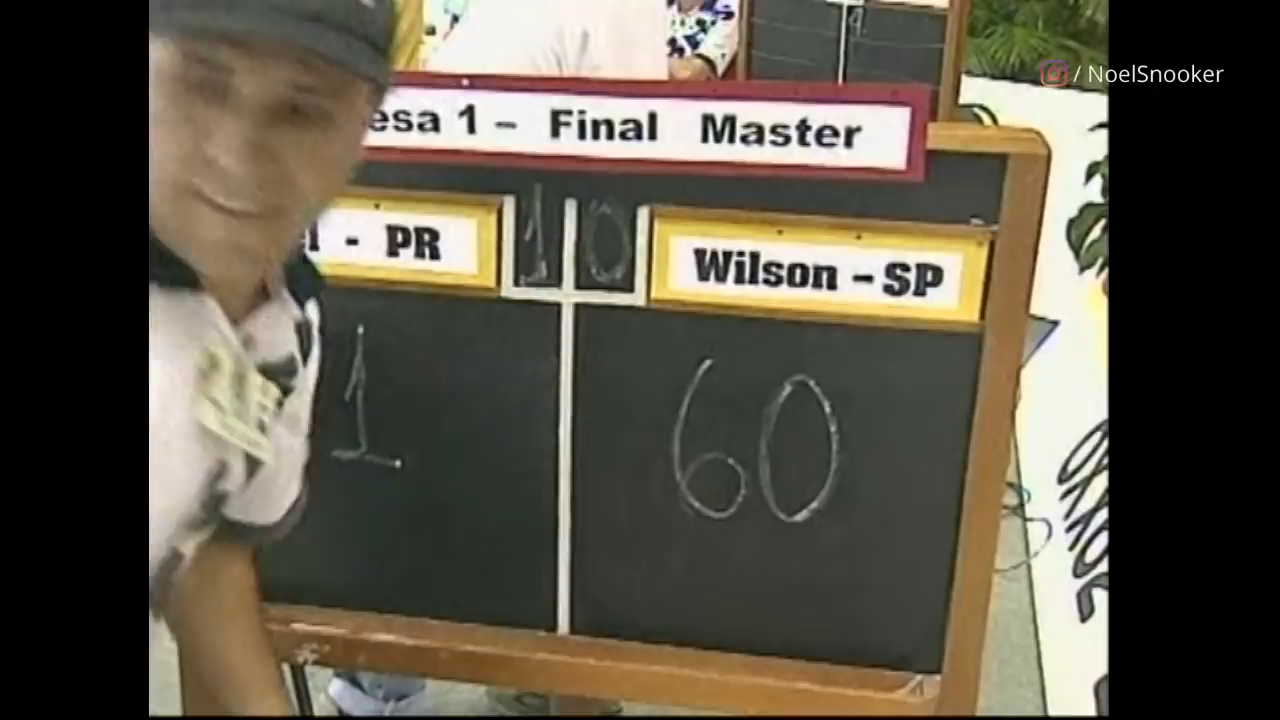 / NoelSnooker
esa 1 - Final Master
l - PR
1 0
Wilson - SP
1
60